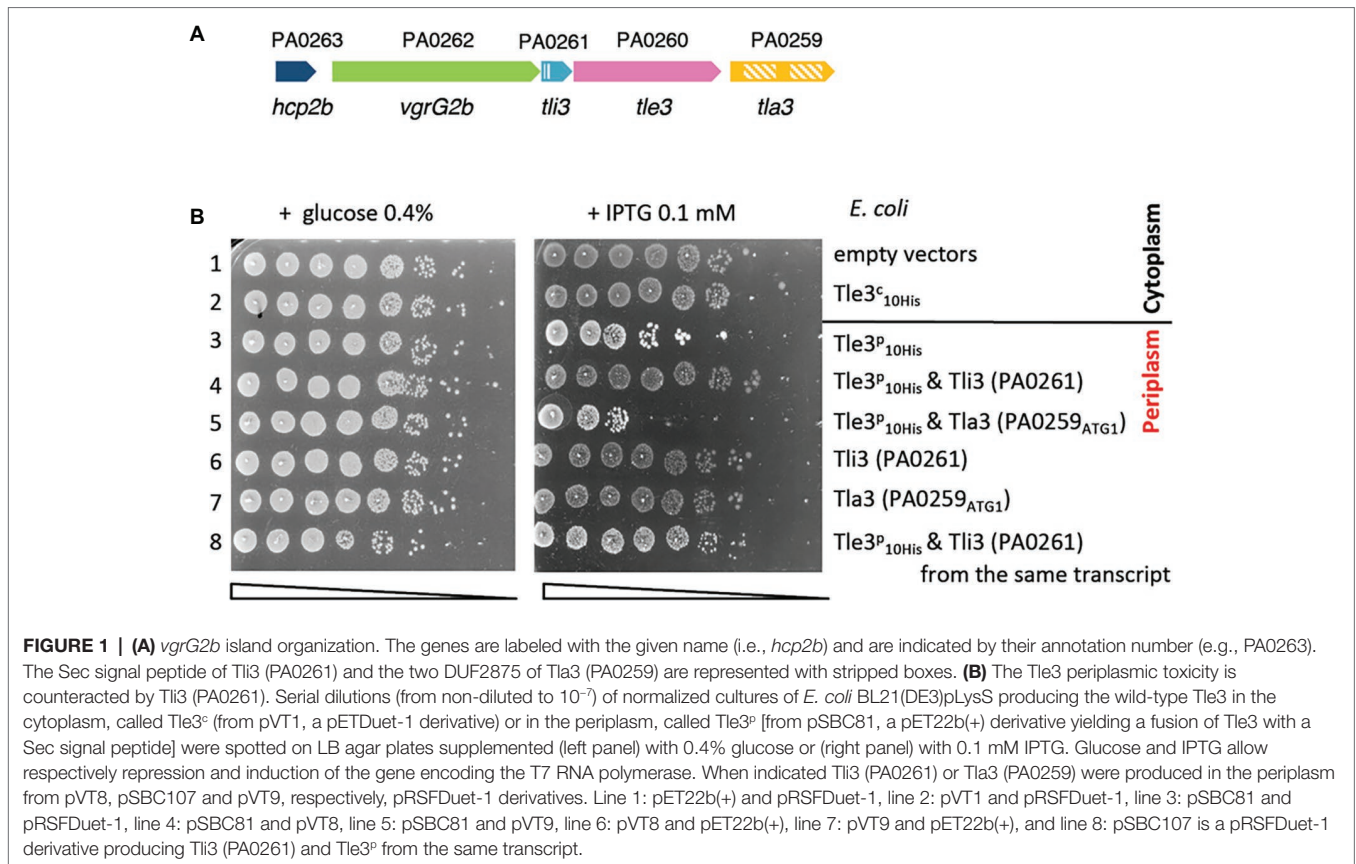 A
PA0263 PA0262 PA0261 PA0260 PA0259
hcp2b vgrG2b tli3 tle3 tla3
B
+ glucose 0.4% + IPTG 0.1 mM E. coli
1 empty vectors
2 Tle3ᶜ₁₀His
3 Tle3ᵖ₁₀His
4 Tle3ᵖ₁₀His & Tli3 (PA0261)
5 Tle3ᵖ₁₀His & Tla3 (PA0259ATG1)
6 Tli3 (PA0261)
7 Tla3 (PA0259ATG1)
8 Tle3ᵖ₁₀His & Tli3 (PA0261)
from the same transcript
Cytoplasm
Periplasm
FIGURE 1 | (A) vgrG2b island organization. The genes are labeled with the given name (i.e., hcp2b) and are indicated by their annotation number (e.g., PA0263).
The Sec signal peptide of Tli3 (PA0261) and the two DUF2875 of Tla3 (PA0259) are represented with stripped boxes. (B) The Tle3 periplasmic toxicity is
counteracted by Tli3 (PA0261). Serial dilutions (from non-diluted to 10⁻⁷) of normalized cultures of E. coli BL21(DE3)pLysS producing the wild-type Tle3 in the
cytoplasm, called Tle3ᶜ (from pVT1, a pETDuet-1 derivative) or in the periplasm, called Tle3ᵖ [from pSBC81, a pET22b(+) derivative yielding a fusion of Tle3 with a
Sec signal peptide] were spotted on LB agar plates supplemented (left panel) with 0.4% glucose or (right panel) with 0.1 mM IPTG. Glucose and IPTG allow
respectively repression and induction of the gene encoding the T7 RNA polymerase. When indicated Tli3 (PA0261) or Tla3 (PA0259) were produced in the periplasm
from pVT8, pSBC107 and pVT9, respectively, pRSFDuet-1 derivatives. Line 1: pET22b(+) and pRSFDuet-1, line 2: pVT1 and pRSFDuet-1, line 3: pSBC81 and
pRSFDuet-1, line 4: pSBC81 and pVT8, line 5: pSBC81 and pVT9, line 6: pVT8 and pET22b(+), line 7: pVT9 and pET22b(+), and line 8: pSBC107 is a pRSFDuet-1
derivative producing Tli3 (PA0261) and Tle3ᵖ from the same transcript.